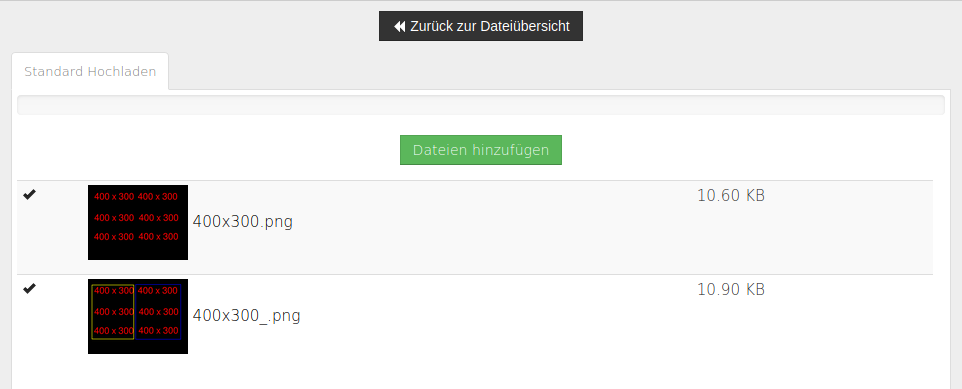 Zurück zur Dateiübersicht
Standard Hochladen
Dateien hinzufügen
400 x 300 400 x 300
400 x 300 400 x 300
400 x 300 400 x 300
400x300.png
10.60 KB
400 x 300 400 x 300
400 x 300 400 x 300
400 x 300 400 x 300
400x300_.png
10.90 KB